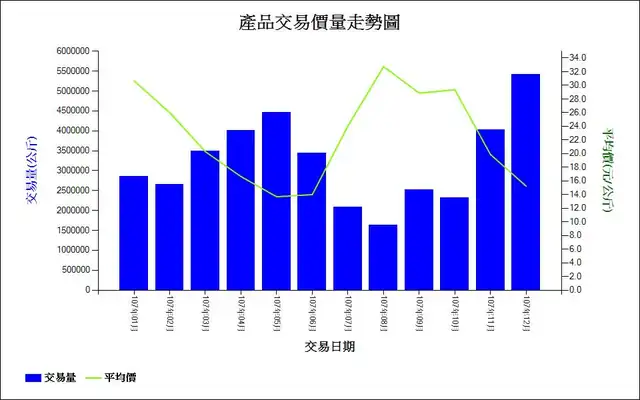 產品交易價量走勢圖
交易量(公斤)
6000000
5500000
5000000
4500000
4000000
3500000
3000000
2500000
2000000
1500000
1000000
500000
0
34.0
32.0
30.0
28.0
26.0
24.0
22.0
20.0
18.0
16.0
14.0
12.0
10.0
8.0
6.0
4.0
2.0
0.0
平均價(元/公斤)
107年01月
107年02月
107年03月
107年04月
107年05月
107年06月
107年07月
107年08月
107年09月
107年10月
107年11月
107年12月
交易日期
交易量 平均價